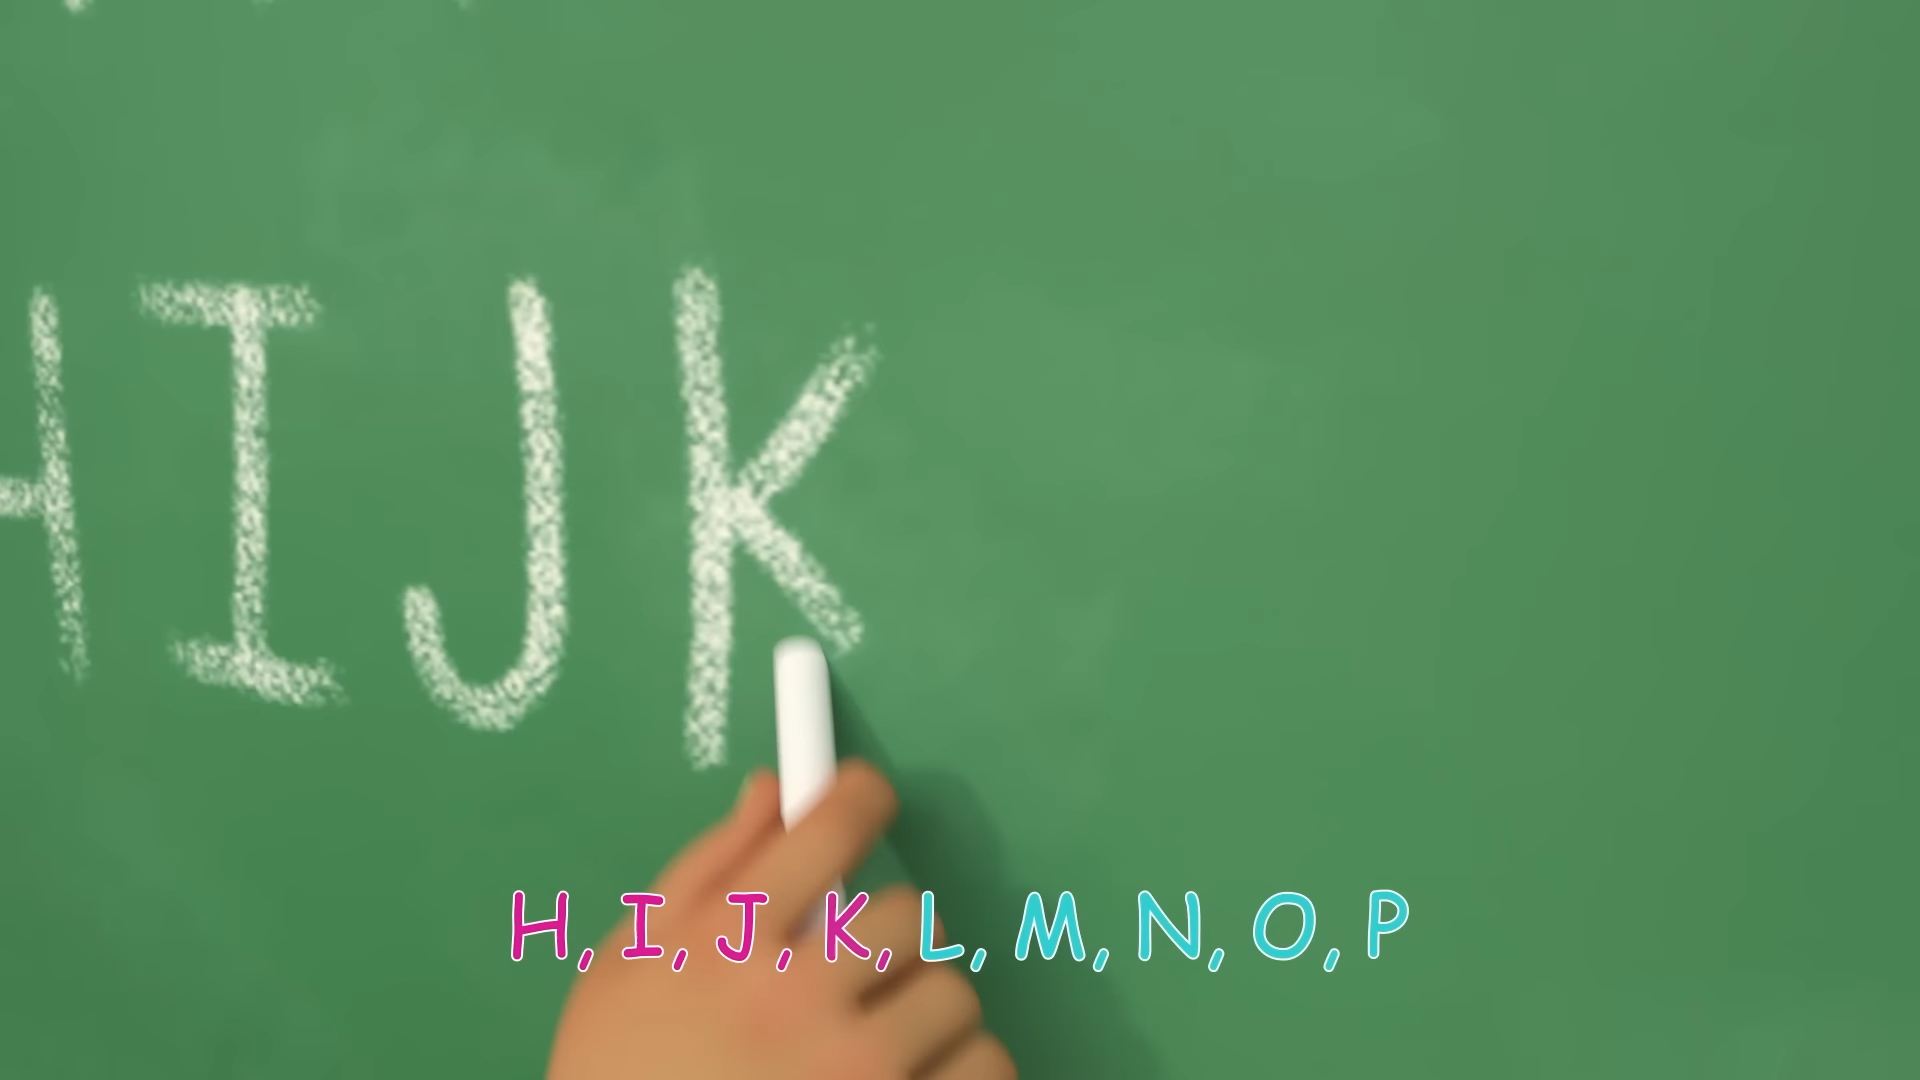 HIJK
H, I, J, K, L, M, N, O, P